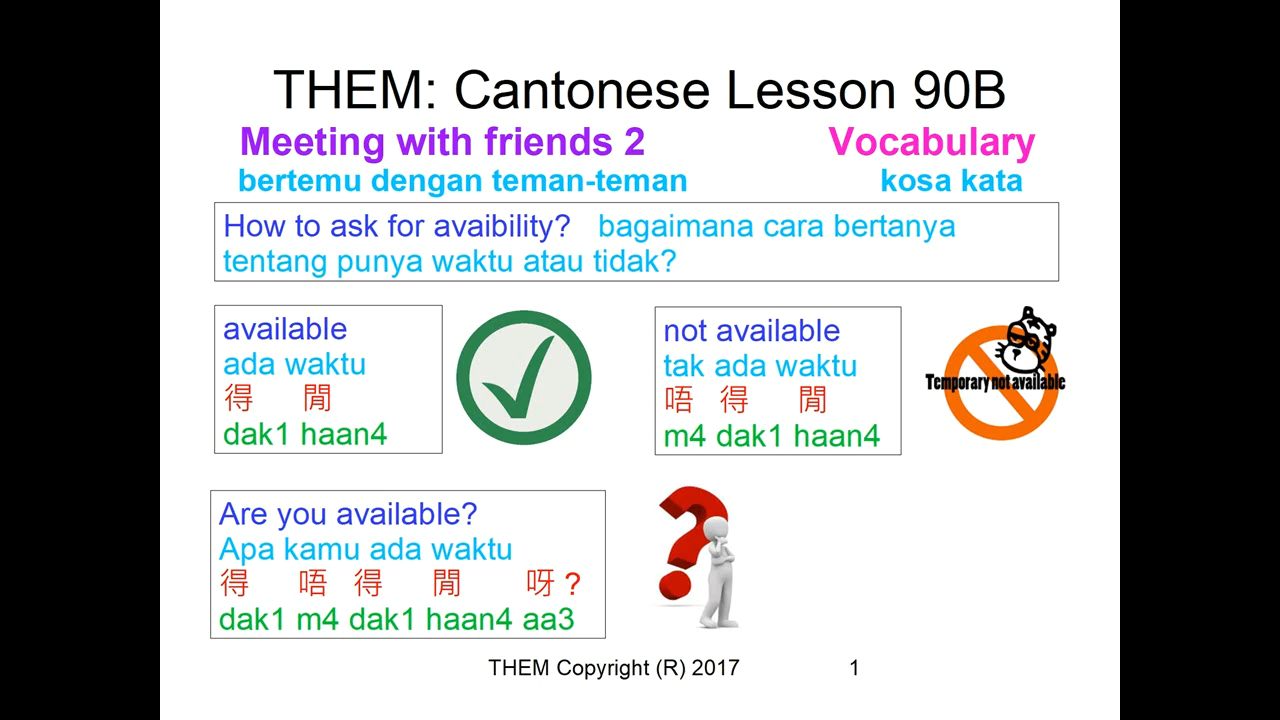 THEM: Cantonese Lesson 90B
Meeting with friends 2 Vocabulary
bertemu dengan teman-teman kosa kata
How to ask for avaibility? bagaimana cara bertanya
tentang punya waktu atau tidak?
available
ada waktu
得 閒
dak1 haan4
not available
tak ada waktu
唔 得 閒
m4 dak1 haan4
Temporary not available
Are you available?
Apa kamu ada waktu
得 唔 得 閒 呀 ?
dak1 m4 dak1 haan4 aa3
THEM Copyright (R) 2017 1